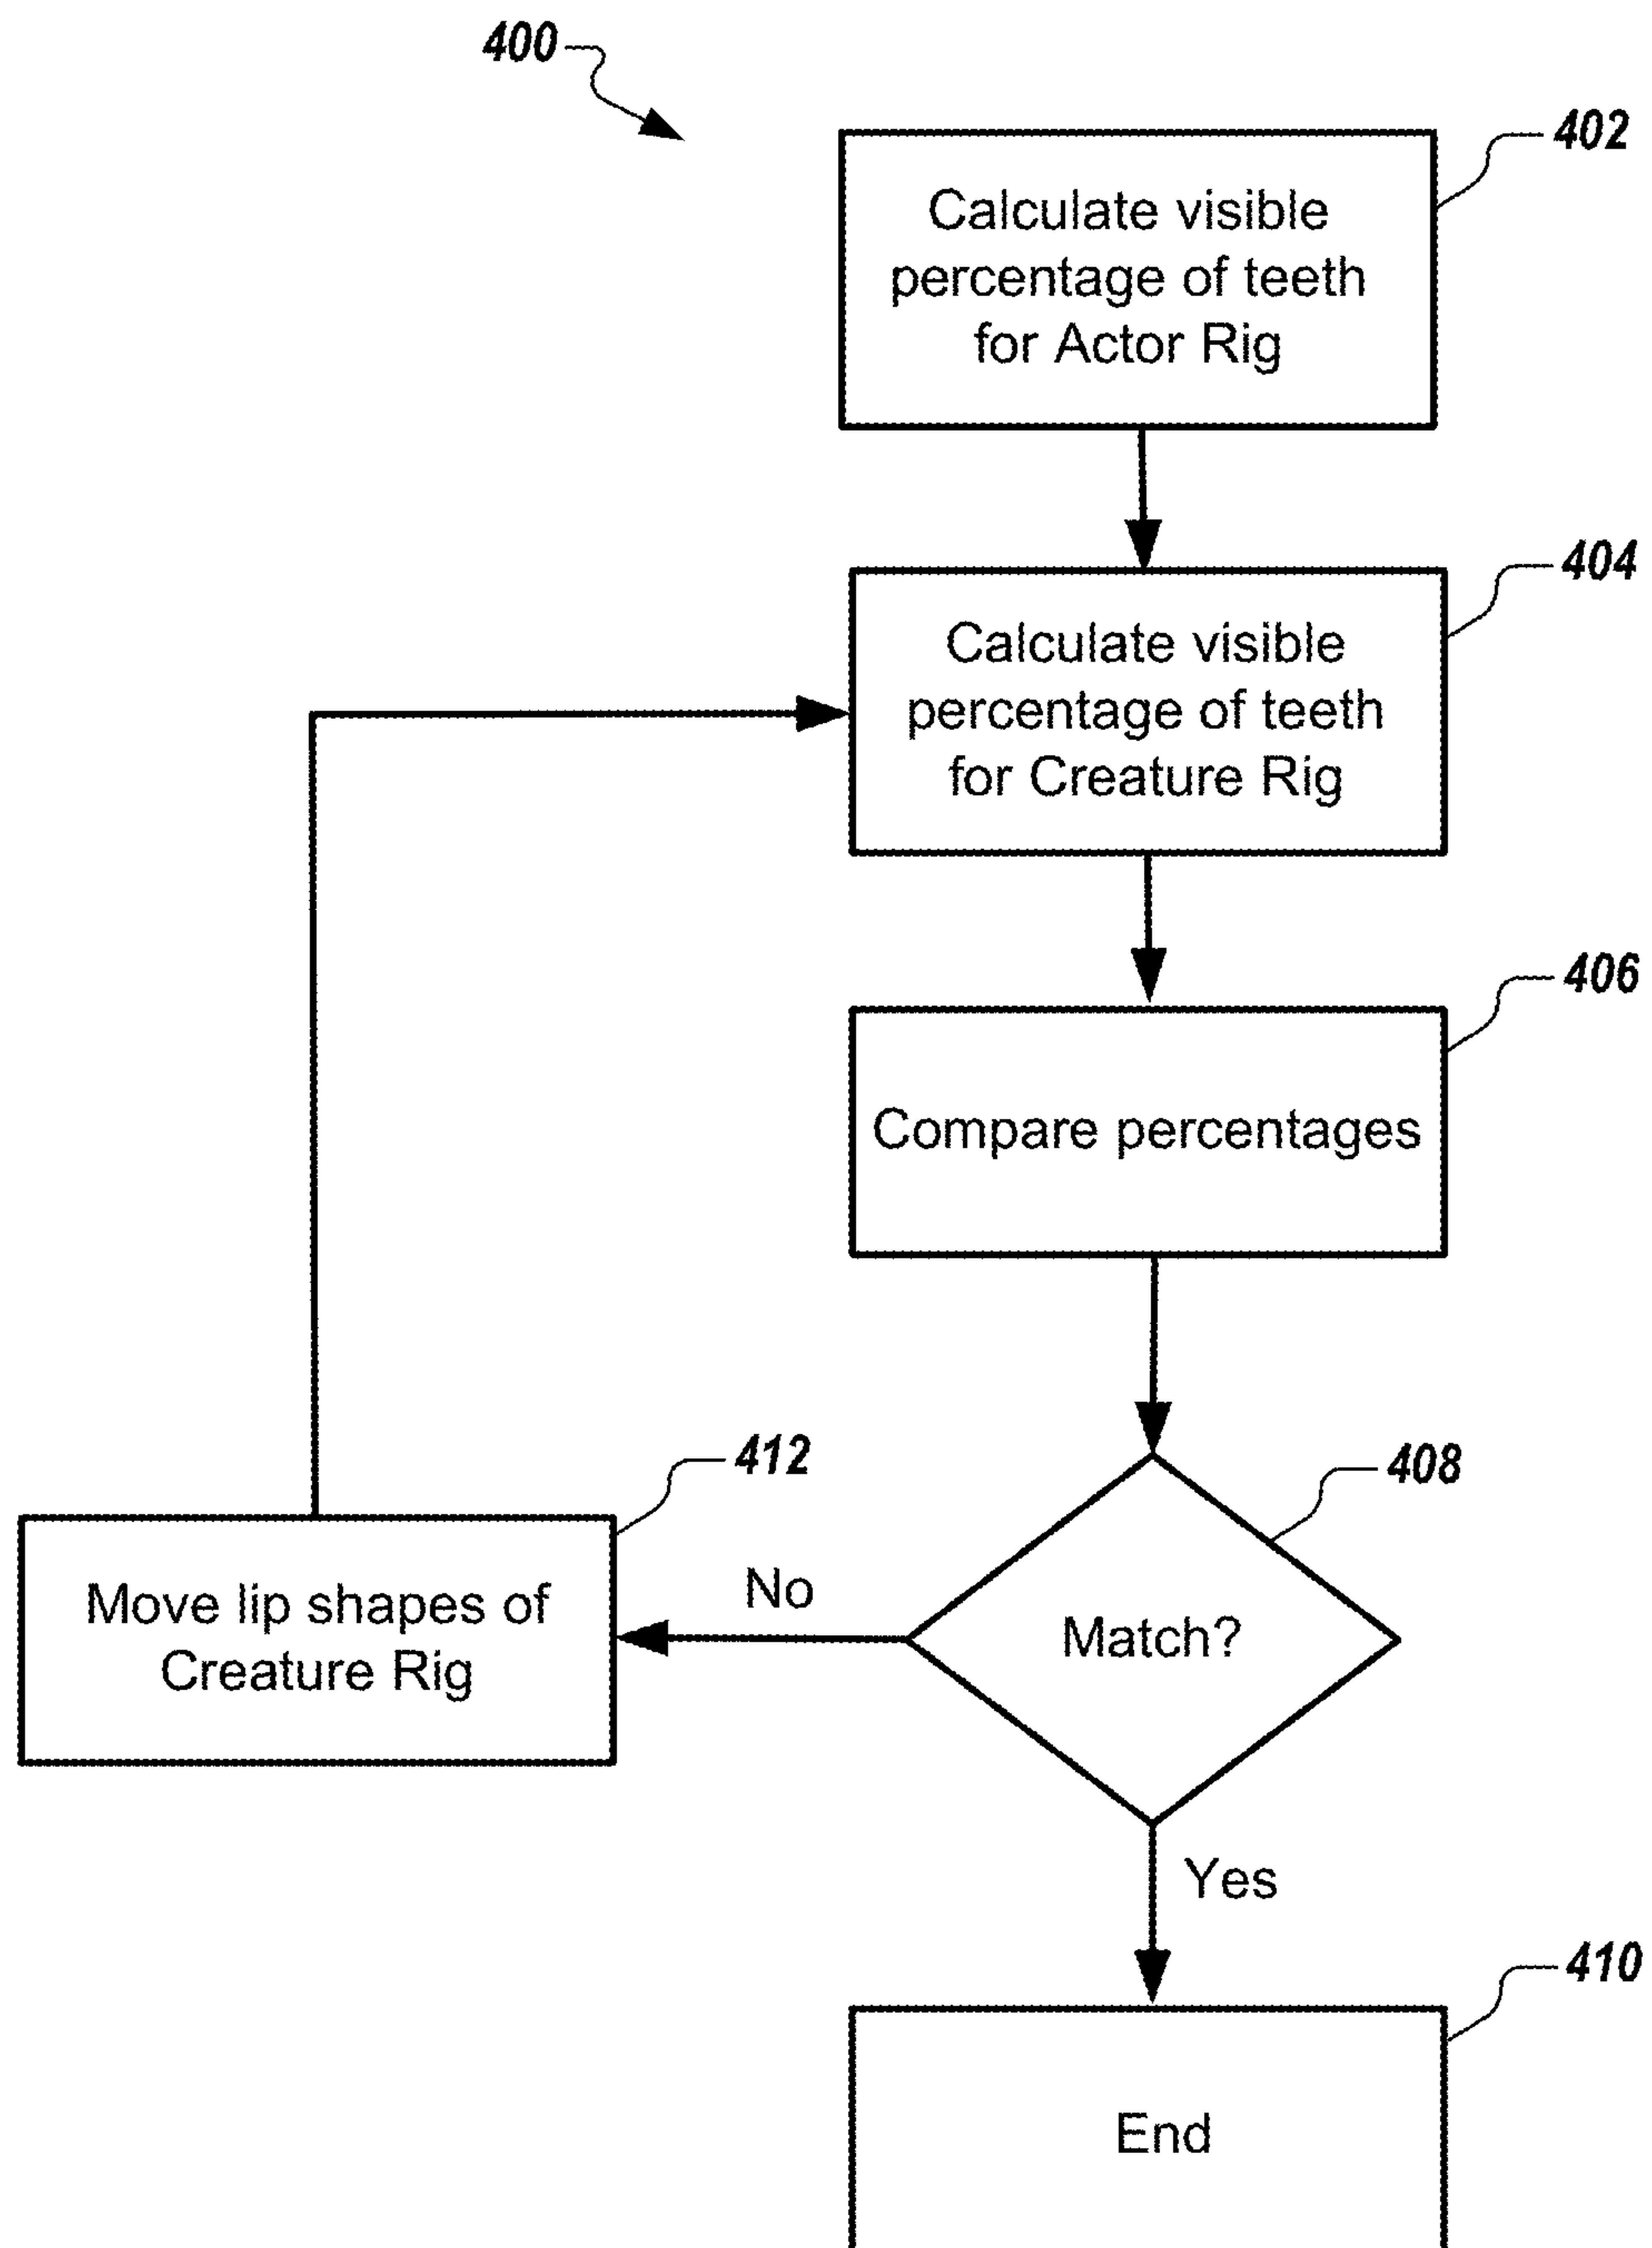 400
402
Calculate visible
percentage of teeth
for Actor Rig
404
Calculate visible
percentage of teeth
for Creature Rig
406
Compare percentages
408
Match?
No
412
Move lip shapes of
Creature Rig
Yes
410
End